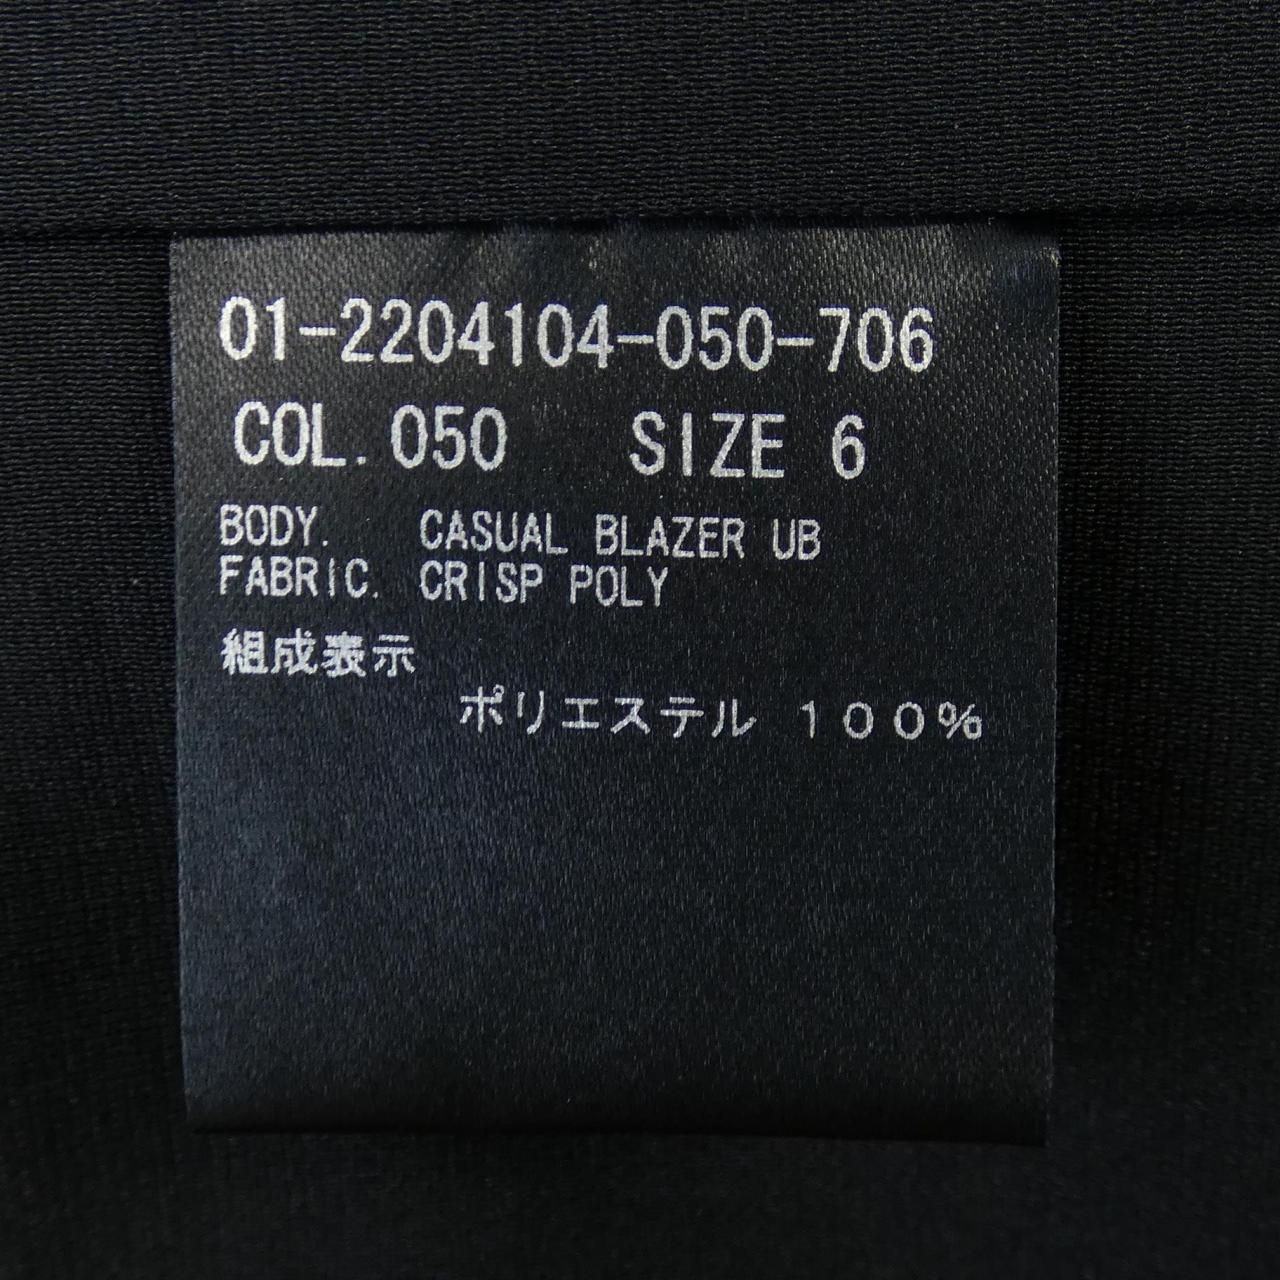 01-2204104-050-706
COL. 050 SIZE 6
BODY. CASUAL BLAZER UB
FABRIC. CRISP POLY
組成表示
ポリエステル １００％